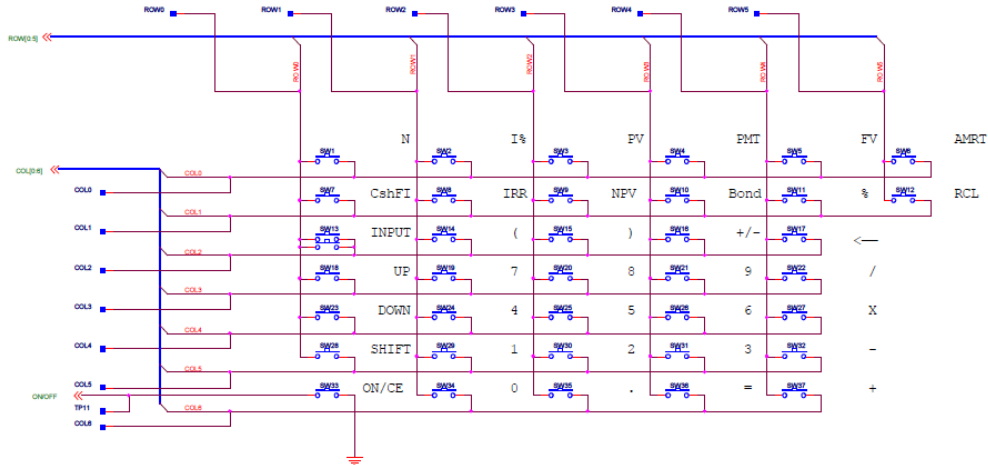 ROW0 ROW1 ROW2 ROW3 ROW4 ROW5
ROW[0:5]
ROW0 ROW1 ROW2 ROW3 ROW4 ROW5
N I% PV PMT FV AMRT
SW1 SW2 SW3 SW4 SW5 SW6
COL[0:6]
COL0
COL0
CshFl IRR NPV Bond % RCL
SW7 SW8 SW9 SW10 SW11 SW12
COL1
COL1
INPUT ( ) +/- <—
SW13 SW14 SW15 SW16 SW17
COL2
COL2
UP 7 8 9 /
SW18 SW19 SW20 SW21 SW22
COL3
COL3
DOWN 4 5 6 X
SW23 SW24 SW25 SW26 SW27
COL4
COL4
SHIFT 1 2 3 -
SW28 SW29 SW30 SW31 SW32
COL5
COL5
ON/CE 0 . = +
SW33 SW34 SW35 SW36 SW37
ON/OFF
TP11
COL6
COL6